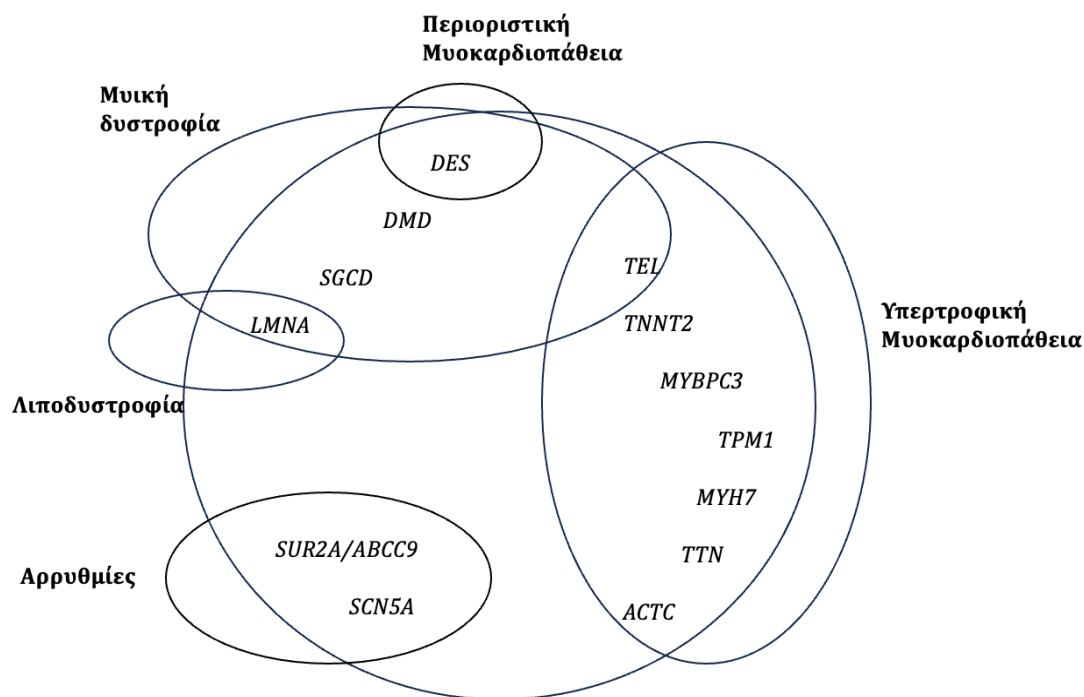 Περιοριστική
Μυοκαρδιοπάθεια
Μυική
δυστροφία
DES
DMD
TEL
SGCD
LMNA
TNNT2
Υπερτροφική
Μυοκαρδιοπάθεια
MYBPC3
Λιποδυστροφία
TPM1
MYH7
SUR2A/ABCC9
TTN
Αρρυθμίες
SCN5A
ACTC